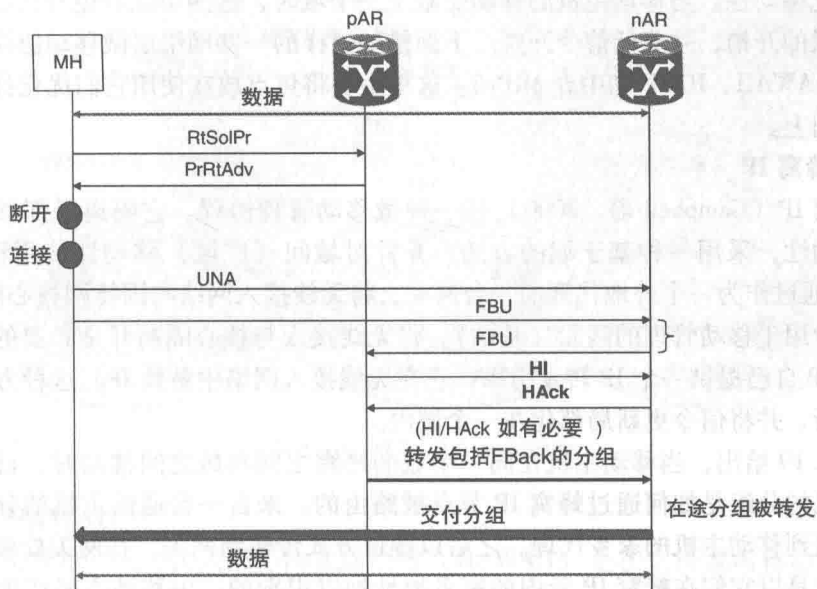 pAR
nAR
MH
数据
RtSolPr
PrRtAdv
断开
连接
UNA
FBU
FBU
HI
HAck
(HI/HAck 如有必要 )
转发包括FBack的分组
交付分组
在途分组被转发
数据